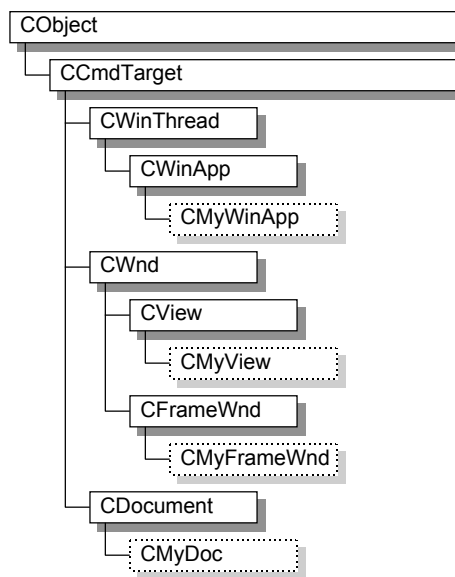 CObject
CCmdTarget
CWinThread
CWinApp
CMyWinApp
CWnd
CView
CMyView
CFrameWnd
CMyFrameWnd
CDocument
CMyDoc